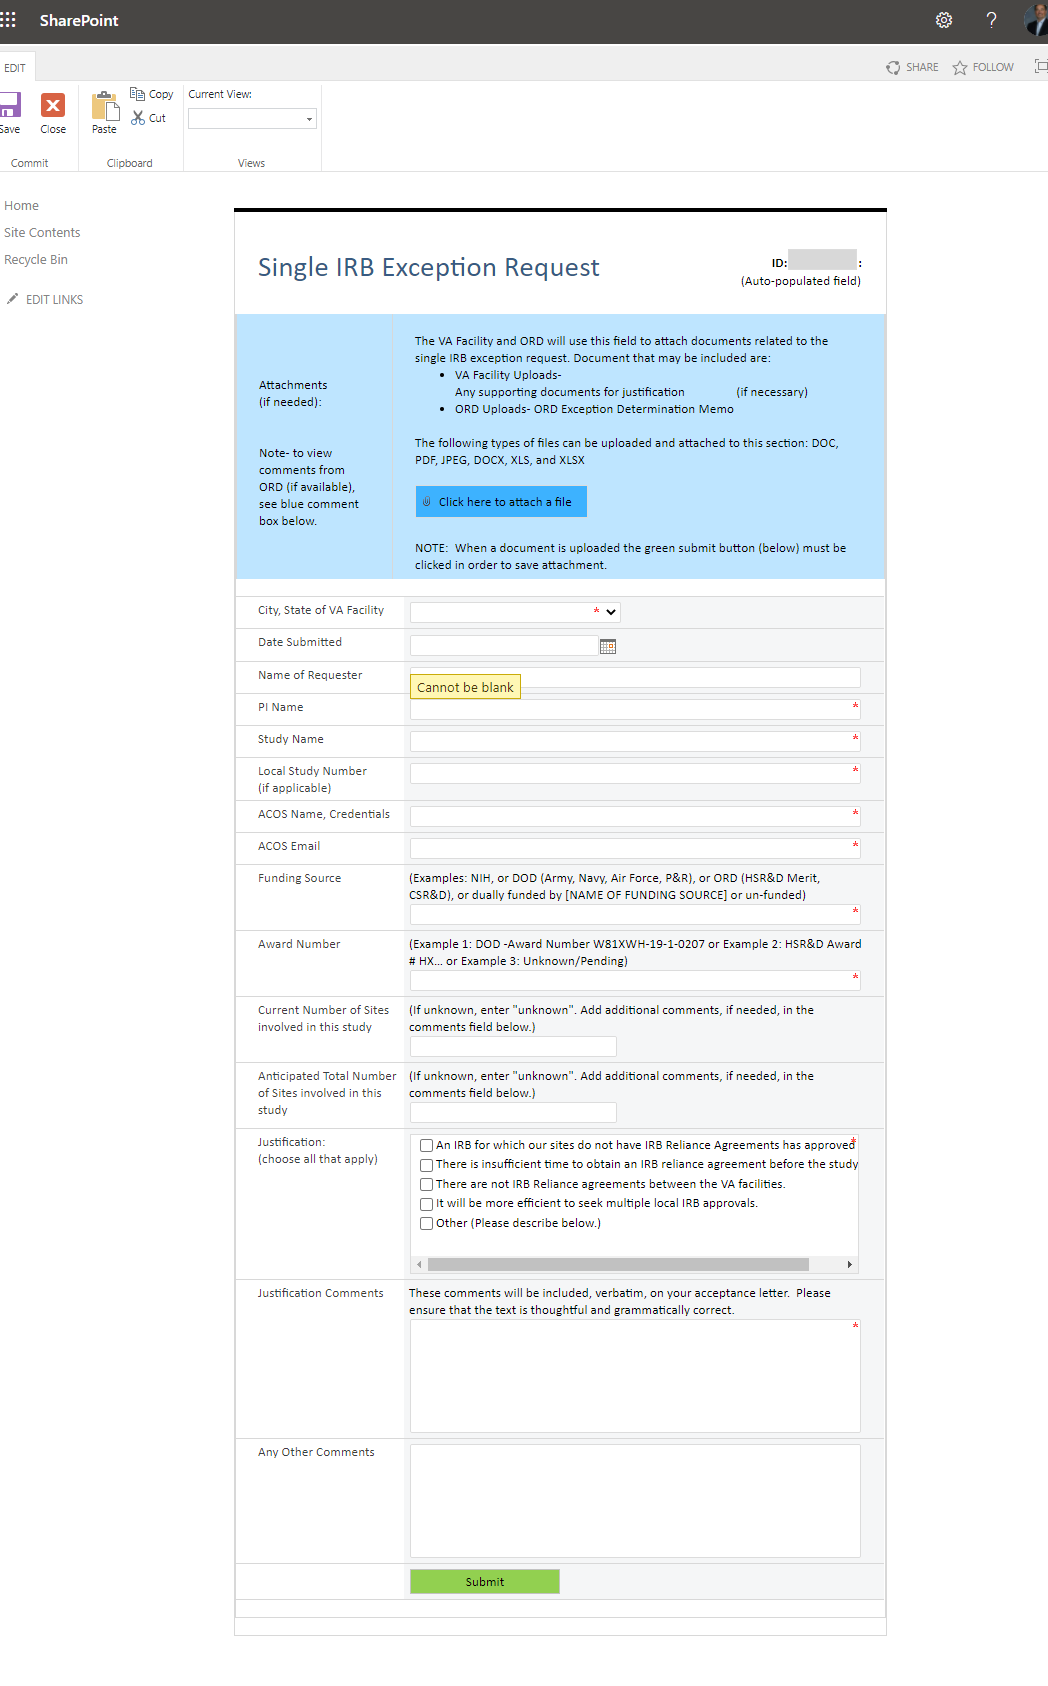 SharePoint
?
EDIT
SHARE
FOLLOW
Save
Close
Paste
Copy
Cut
Current View:
Commit
Clipboard
Views
Home
Site Contents
Recycle Bin
EDIT LINKS
Single IRB Exception Request
ID: :
(Auto-populated field)
Attachments
(if needed):
Note- to view
comments from
ORD (if available),
see blue comment
box below.
The VA Facility and ORD will use this field to attach documents related to the
single IRB exception request. Document that may be included are:
• VA Facility Uploads-
Any supporting documents for justification (if necessary)
• ORD Uploads- ORD Exception Determination Memo
The following types of files can be uploaded and attached to this section: DOC,
PDF, JPEG, DOCX, XLS, and XLSX
Click here to attach a file
NOTE: When a document is uploaded the green submit button (below) must be
clicked in order to save attachment.
City, State of VA Facility
*
Date Submitted
Name of Requester
Cannot be blank
PI Name
*
Study Name
*
Local Study Number
(if applicable)
*
ACOS Name, Credentials
*
ACOS Email
*
Funding Source
(Examples: NIH, or DOD (Army, Navy, Air Force, P&R), or ORD (HSR&D Merit,
CSR&D), or dually funded by [NAME OF FUNDING SOURCE] or un-funded)
*
Award Number
(Example 1: DOD -Award Number W81XWH-19-1-0207 or Example 2: HSR&D Award
# HX... or Example 3: Unknown/Pending)
*
Current Number of Sites
involved in this study
(If unknown, enter "unknown". Add additional comments, if needed, in the
comments field below.)
Anticipated Total Number
of Sites involved in this
study
(If unknown, enter "unknown". Add additional comments, if needed, in the
comments field below.)
Justification:
(choose all that apply)
An IRB for which our sites do not have IRB Reliance Agreements has approved
*
There is insufficient time to obtain an IRB reliance agreement before the study
There are not IRB Reliance agreements between the VA facilities.
It will be more efficient to seek multiple local IRB approvals.
Other (Please describe below.)
Justification Comments
These comments will be included, verbatim, on your acceptance letter. Please
ensure that the text is thoughtful and grammatically correct.
*
Any Other Comments
Submit